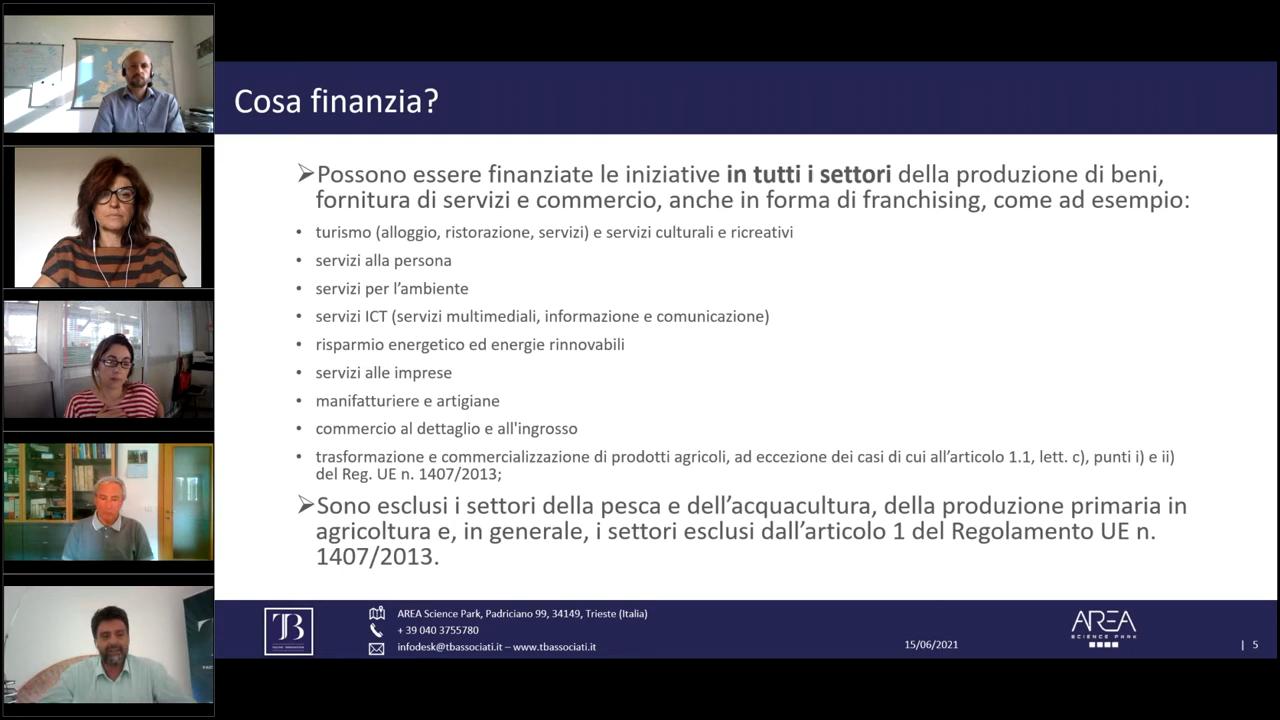 Cosa finanzia?
➢Possono essere finanziate le iniziative in tutti i settori della produzione di beni,
fornitura di servizi e commercio, anche in forma di franchising, come ad esempio:
• turismo (alloggio, ristorazione, servizi) e servizi culturali e ricreativi
• servizi alla persona
• servizi per l’ambiente
• servizi ICT (servizi multimediali, informazione e comunicazione)
• risparmio energetico ed energie rinnovabili
• servizi alle imprese
• manifatturiere e artigiane
• commercio al dettaglio e all'ingrosso
• trasformazione e commercializzazione di prodotti agricoli, ad eccezione dei casi di cui all’articolo 1.1, lett. c), punti i) e ii)
del Reg. UE n. 1407/2013;
➢Sono esclusi i settori della pesca e dell’acquacultura, della produzione primaria in
agricoltura e, in generale, i settori esclusi dall’articolo 1 del Regolamento UE n.
1407/2013.
TB
AREA Science Park, Padriciano 99, 34149, Trieste (Italia)
+ 39 040 3755780
infodesk@tbassociati.it – www.tbassociati.it
AREA
SCIENCE PARK
15/06/2021
| 5